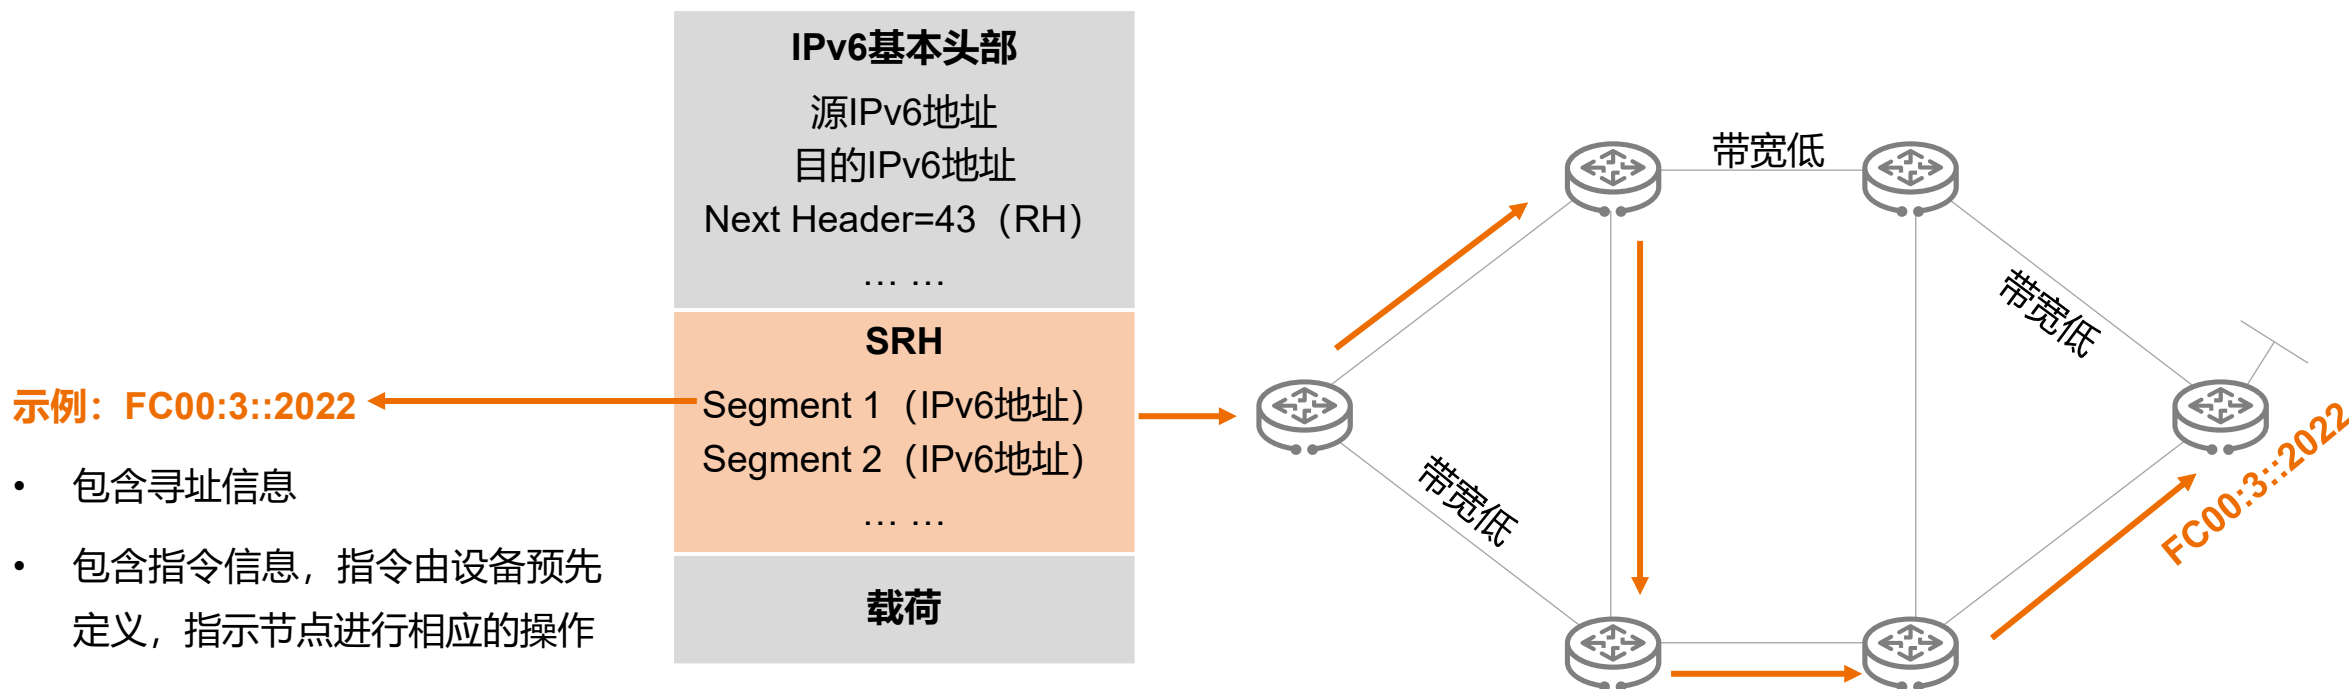 IPv6基本头部
源IPv6地址
目的IPv6地址
Next Header=43（RH）
… …
SRH
Segment 1（IPv6地址）
Segment 2（IPv6地址）
… …
载荷
示例：FC00:3::2022
• 包含寻址信息
• 包含指令信息，指令由设备预先
定义，指示节点进行相应的操作
带宽低
带宽低
带宽低
FC00:3::2022